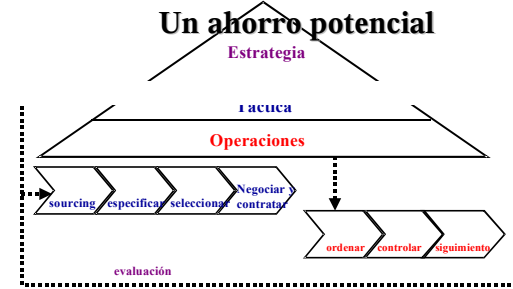 Un ahorro potencial
Estrategia
Táctica
Operaciones
sourcing
especificar
seleccionar
Negociar y
contratar
ordenar
controlar
siguimiento
evaluación